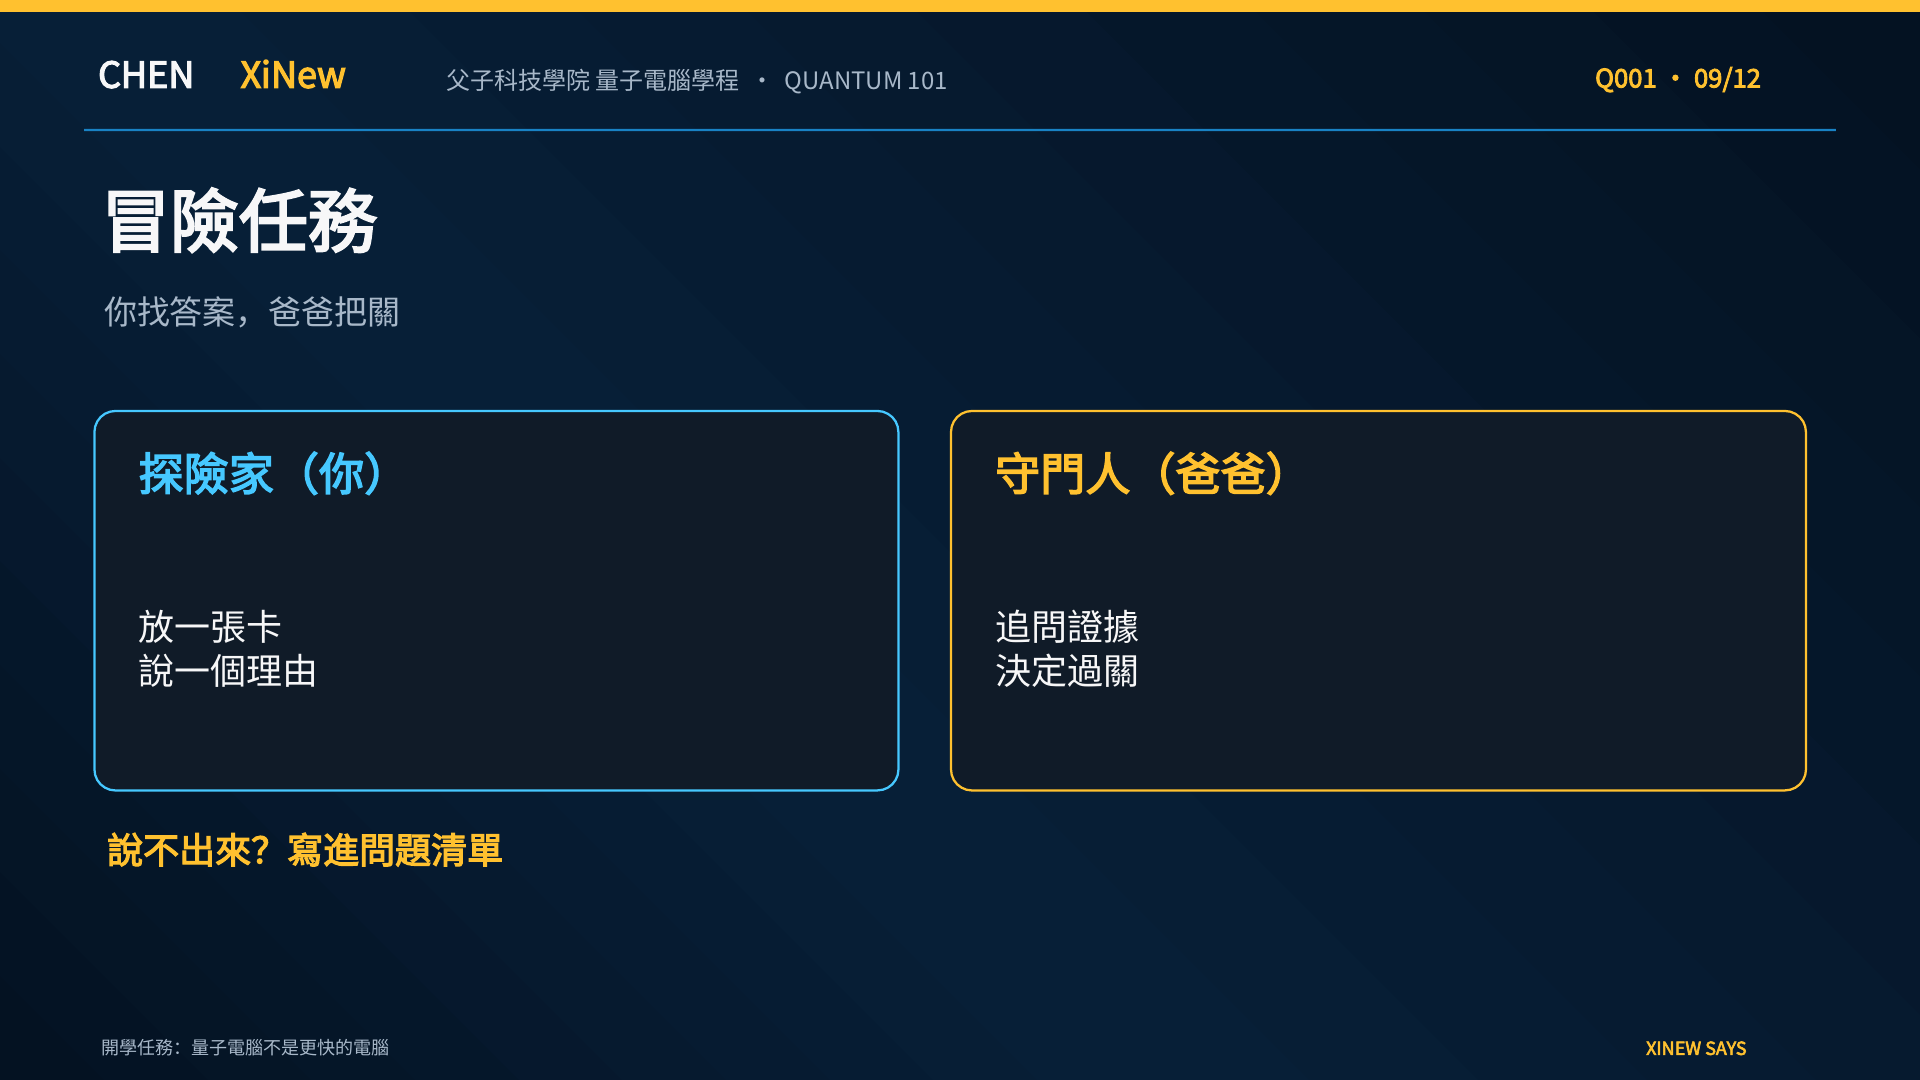 CHEN XiNew 父子科技學院 量子電腦學程 · QUANTUM 101 Q001 · 09/12
冒險任務
你找答案，爸爸把關
探險家（你）
放一張卡
說一個理由
守門人（爸爸）
追問證據
決定過關
說不出來？寫進問題清單
開學任務：量子電腦不是更快的電腦 XINEW SAYS